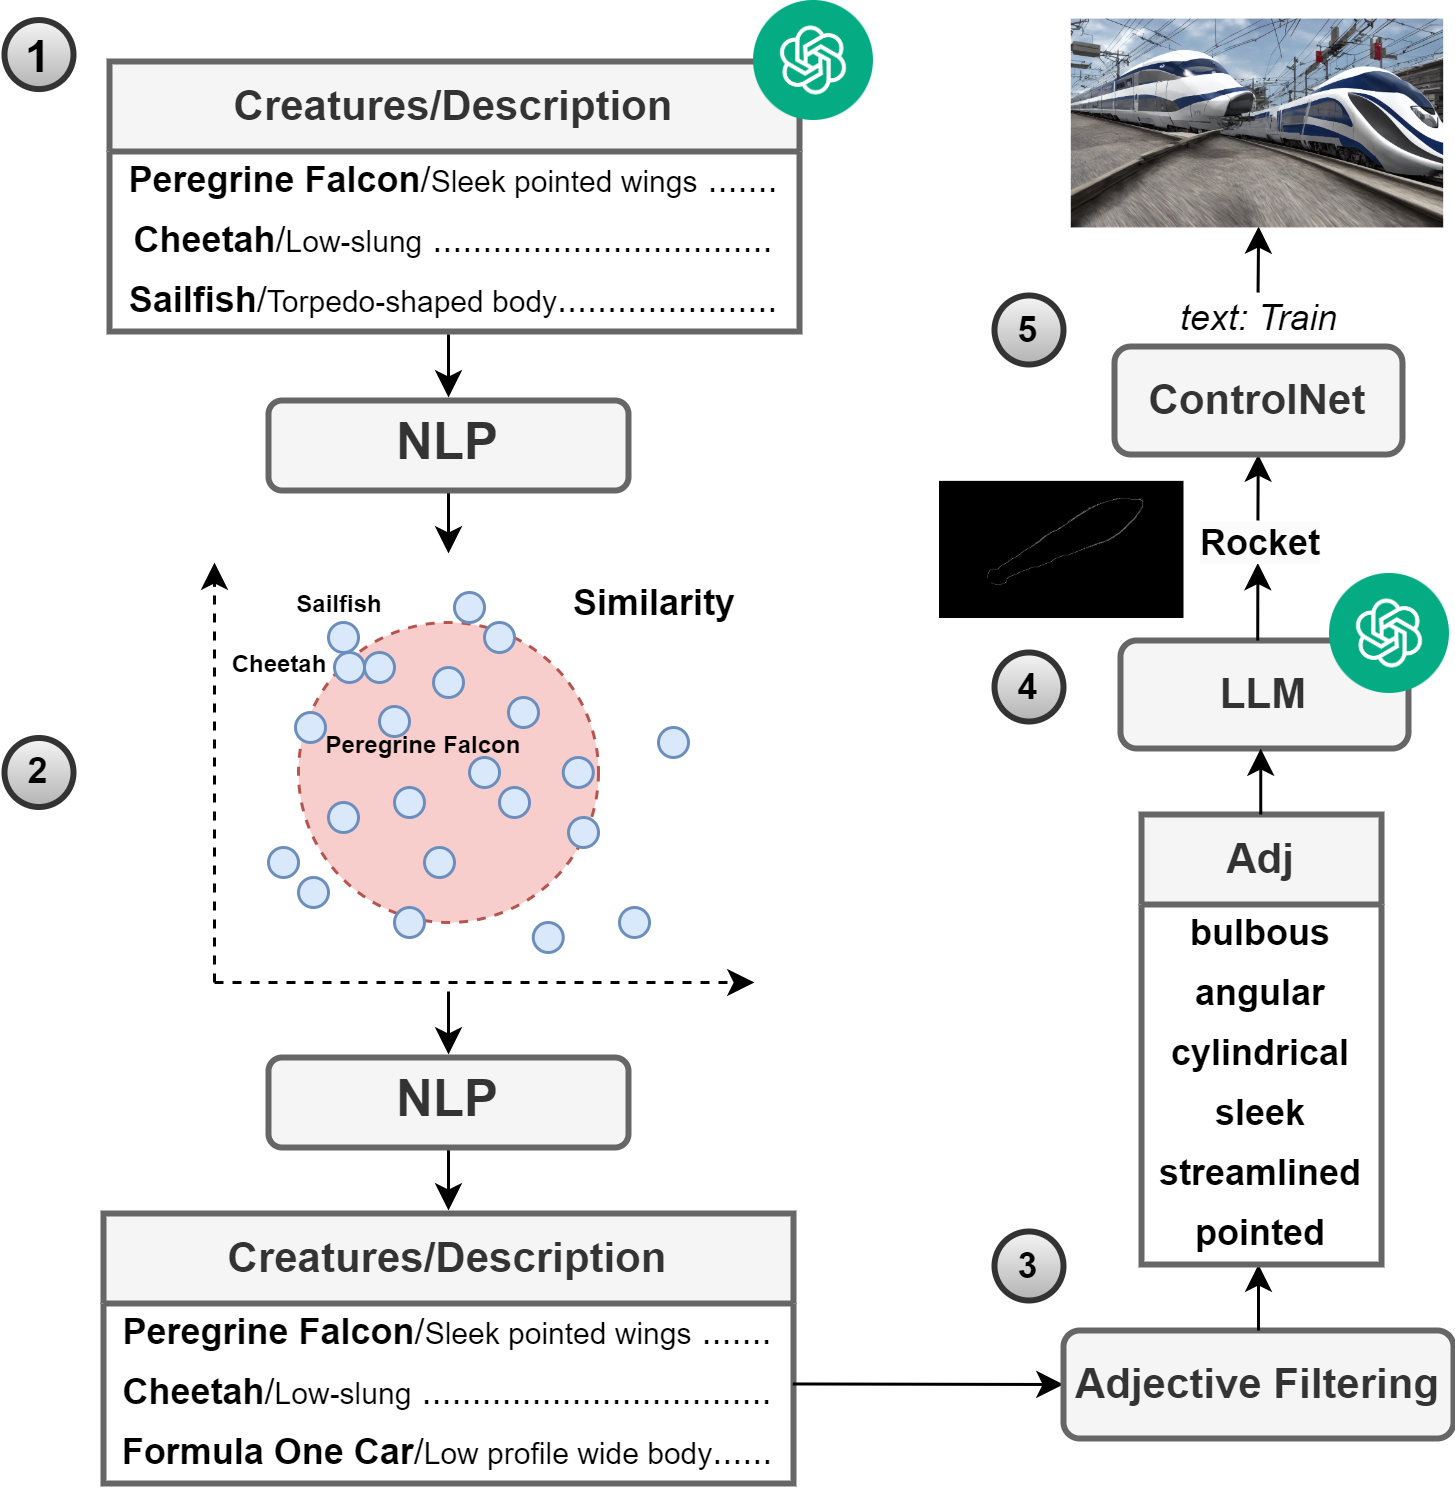 1
Creatures/Description
Peregrine Falcon/Sleek pointed wings .......
Cheetah/Low-slung ..................................
Sailfish/Torpedo-shaped body......................
NLP
2
Similarity
Sailfish
Cheetah
Peregrine Falcon
NLP
Creatures/Description
Peregrine Falcon/Sleek pointed wings .......
Cheetah/Low-slung ...................................
Formula One Car/Low profile wide body......
3
Adjective Filtering
Adj
bulbous
angular
cylindrical
sleek
streamlined
pointed
4
LLM
Rocket
5
ControlNet
text: Train